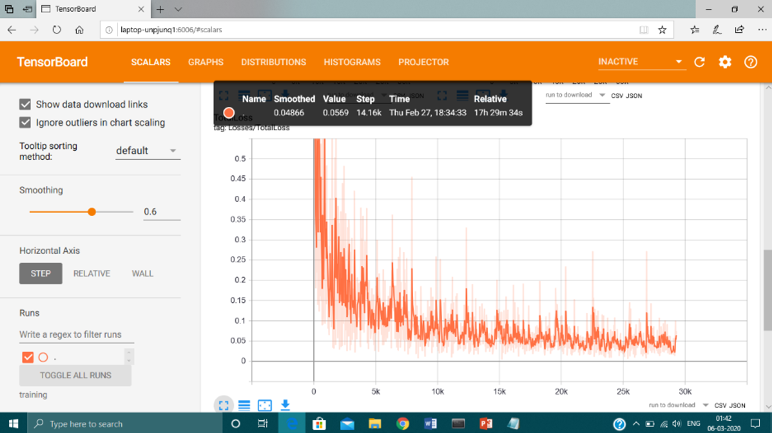 TensorBoard
laptop-unpjunq1:6006/#scalars
TensorBoard SCALARS GRAPHS DISTRIBUTIONS HISTOGRAMS PROJECTOR INACTIVE
Show data download links
Ignore outliers in chart scaling
Tooltip sorting
method: default
Smoothing
0.6
Horizontal Axis
STEP RELATIVE WALL
Runs
Write a regex to filter runs
.
TOGGLE ALL RUNS
training
run to download CSV JSON
JSON
Name Smoothed Value Step Time Relative
. 0.04866 0.0569 14.16k Thu Feb 27, 18:34:33 17h 29m 34s
TotalLoss
tag: Losses/TotalLoss
0.5
0.45
0.4
0.35
0.3
0.25
0.2
0.15
0.1
0.05
0
0 5k 10k 15k 20k 25k 30k
run to download CSV JSON
Type here to search
ENG
01:42
06-03-2020